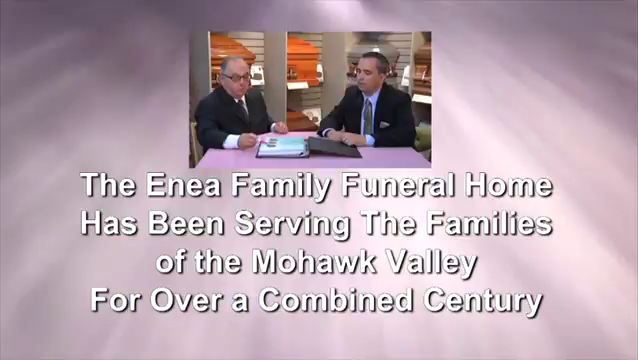 The Enea Family Funeral Home
Has Been Serving The Families
of the Mohawk Valley
For Over a Combined Century